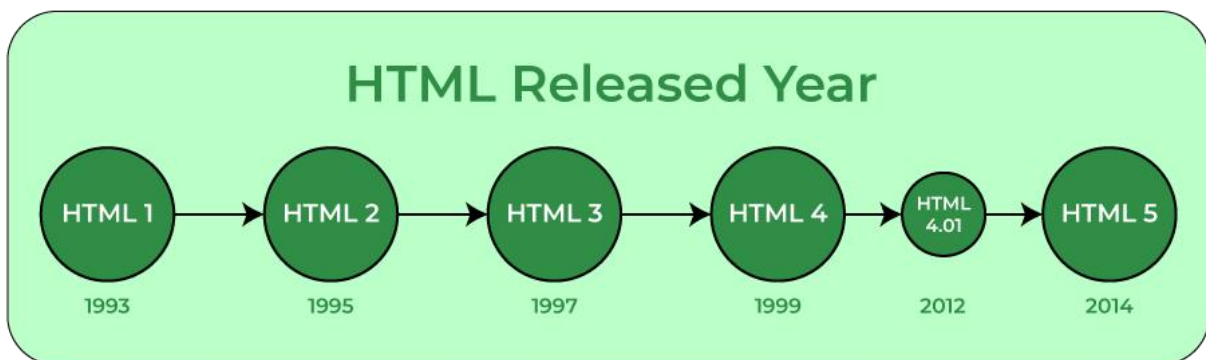 HTML Released Year
HTML 1
HTML 2
HTML 3
HTML 4
HTML
4.01
HTML 5
1993
1995
1997
1999
2012
2014